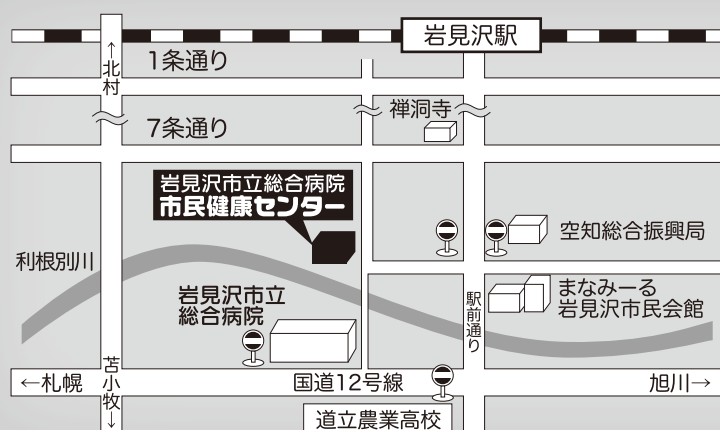 岩見沢駅
1条通り
↑北村
禅洞寺
7条通り
岩見沢市立総合病院
市民健康センター
空知総合振興局
利根別川
まなみーる
岩見沢市民会館
岩見沢市立
総合病院
駅前通り
←札幌
苫小牧↓
国道12号線
旭川→
道立農業高校